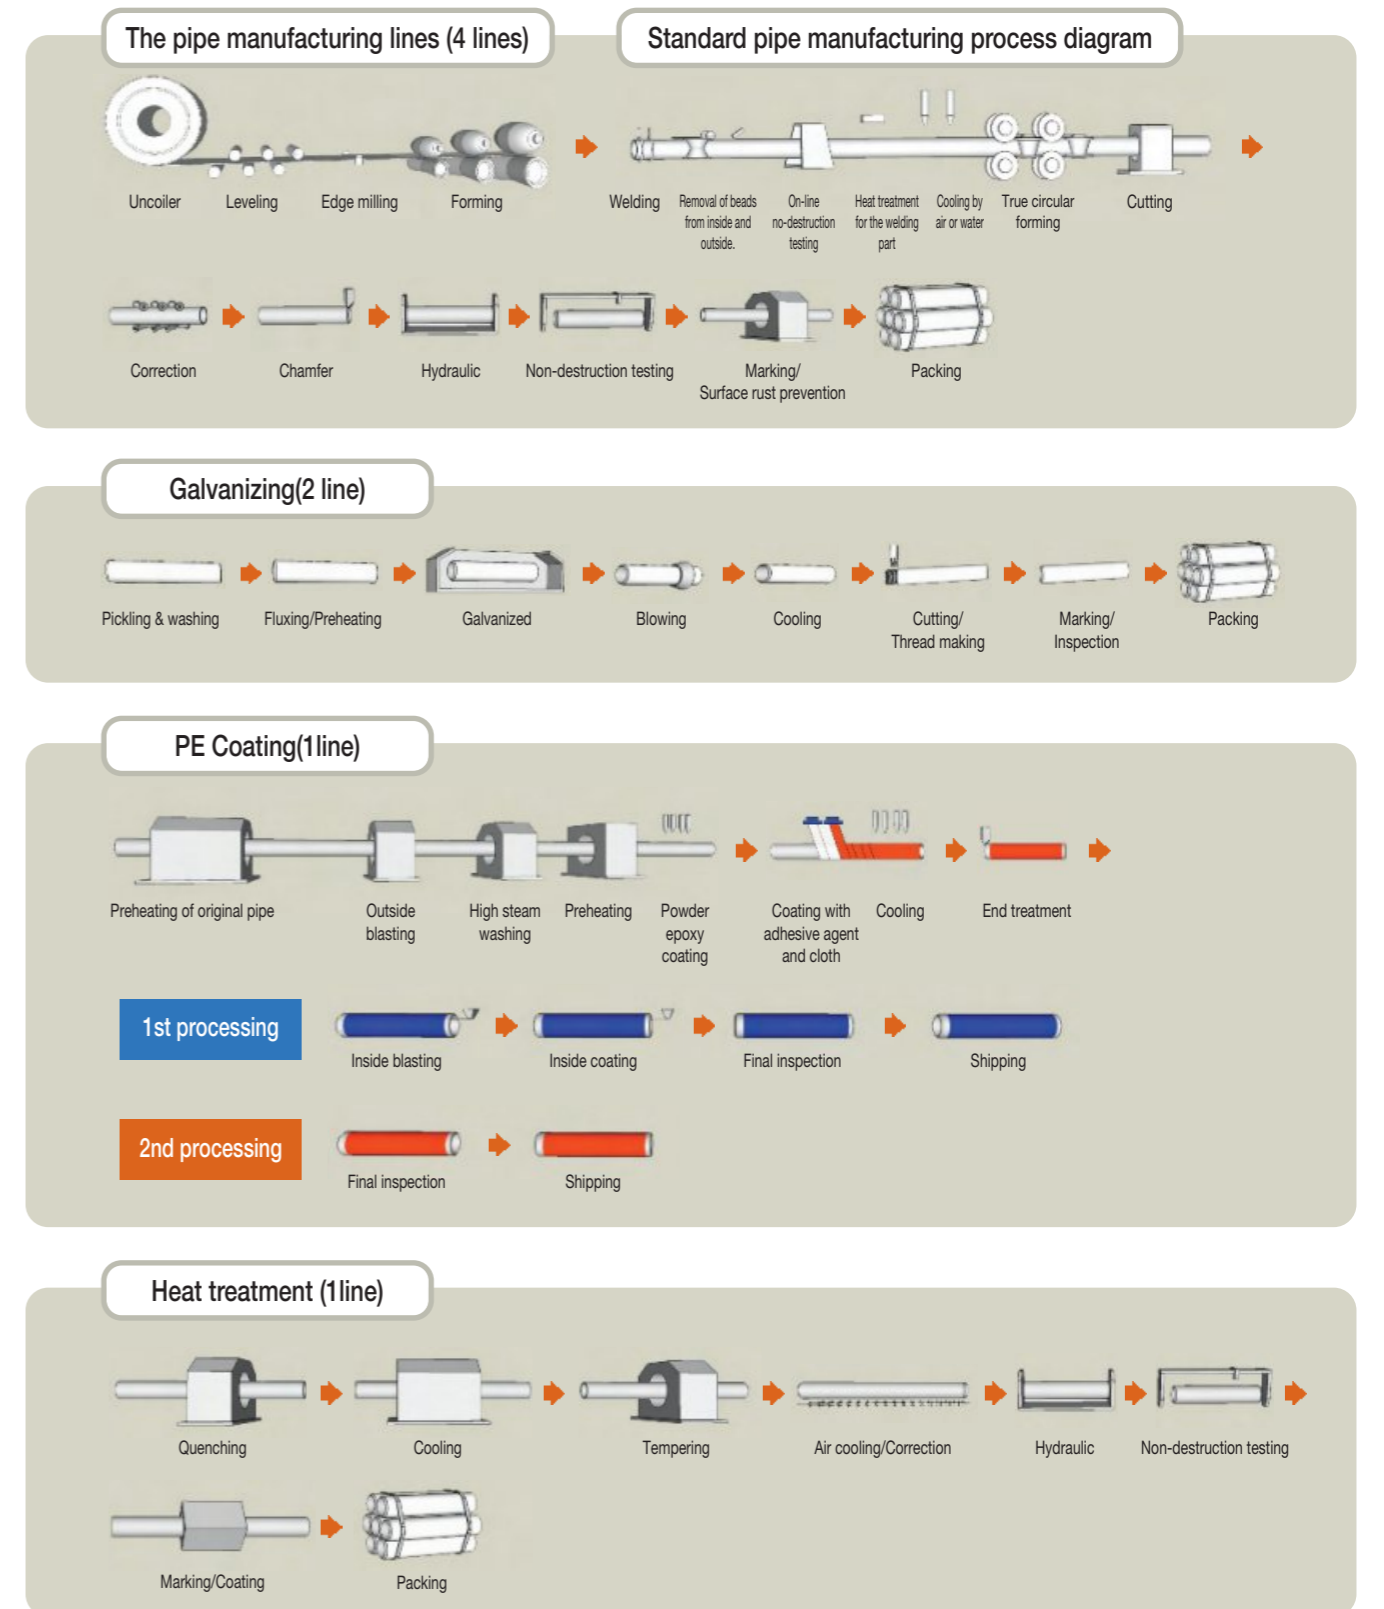 The pipe manufacturing lines (4 lines)
Standard pipe manufacturing process diagram
Uncoiler
Leveling
Edge milling
Forming
Welding
Removal of beads
from inside and
outside.
On-line
no-destruction
testing
Heat treatment
for the welding
part
Cooling by
air or water
True circular
forming
Cutting
Correction
Chamfer
Hydraulic
Non-destruction testing
Marking/
Surface rust prevention
Packing
Galvanizing(2 line)
Pickling & washing
Fluxing/Preheating
Galvanized
Blowing
Cooling
Cutting/
Thread making
Marking/
Inspection
Packing
PE Coating(1line)
Preheating of original pipe
Outside
blasting
High steam
washing
Preheating
Powder
epoxy
coating
Coating with
adhesive agent
and cloth
Cooling
End treatment
1st processing
Inside blasting
Inside coating
Final inspection
Shipping
2nd processing
Final inspection
Shipping
Heat treatment (1line)
Quenching
Cooling
Tempering
Air cooling/Correction
Hydraulic
Non-destruction testing
Marking/Coating
Packing